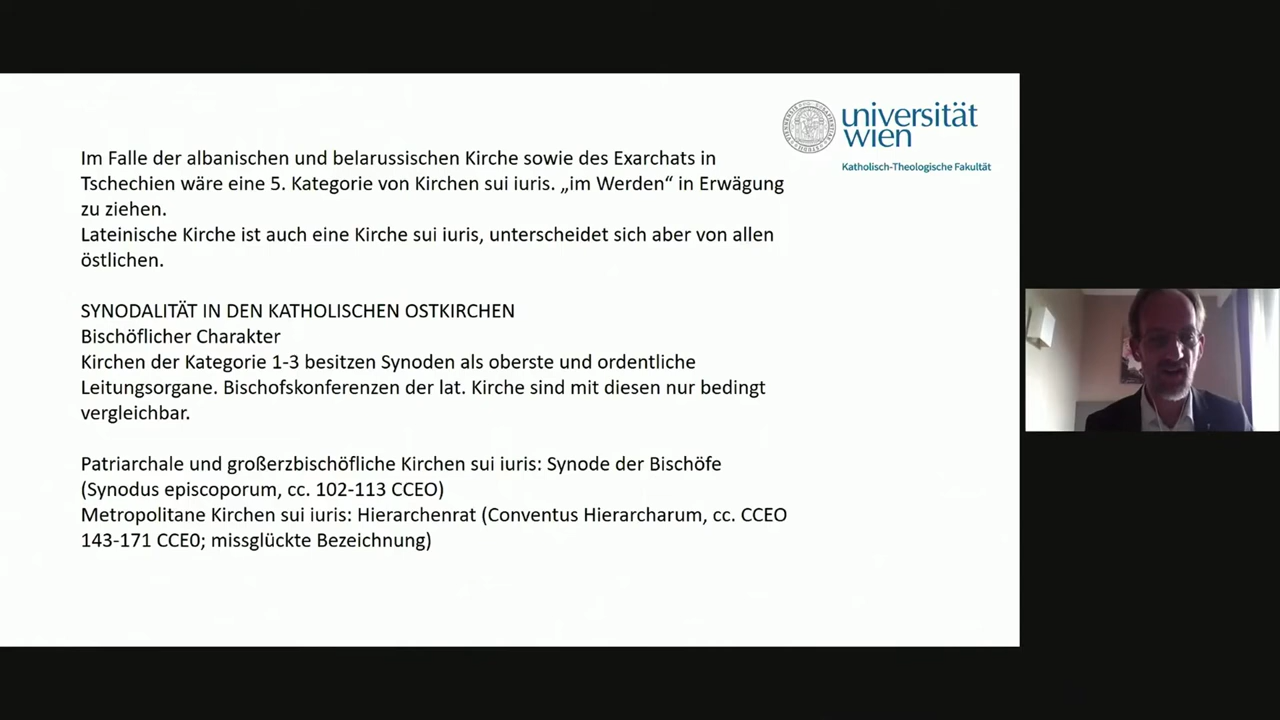 universität
wien
Katholisch-Theologische Fakultät
Im Falle der albanischen und belarussischen Kirche sowie des Exarchats in
Tschechien wäre eine 5. Kategorie von Kirchen sui iuris. „im Werden“ in Erwägung
zu ziehen.
Lateinische Kirche ist auch eine Kirche sui iuris, unterscheidet sich aber von allen
östlichen.
SYNODALITÄT IN DEN KATHOLISCHEN OSTKIRCHEN
Bischöflicher Charakter
Kirchen der Kategorie 1-3 besitzen Synoden als oberste und ordentliche
Leitungsorgane. Bischofskonferenzen der lat. Kirche sind mit diesen nur bedingt
vergleichbar.
Patriarchale und großerzbischöfliche Kirchen sui iuris: Synode der Bischöfe
(Synodus episcoporum, cc. 102-113 CCEO)
Metropolitane Kirchen sui iuris: Hierarchenrat (Conventus Hierarcharum, cc. CCEO
143-171 CCE0; missglückte Bezeichnung)